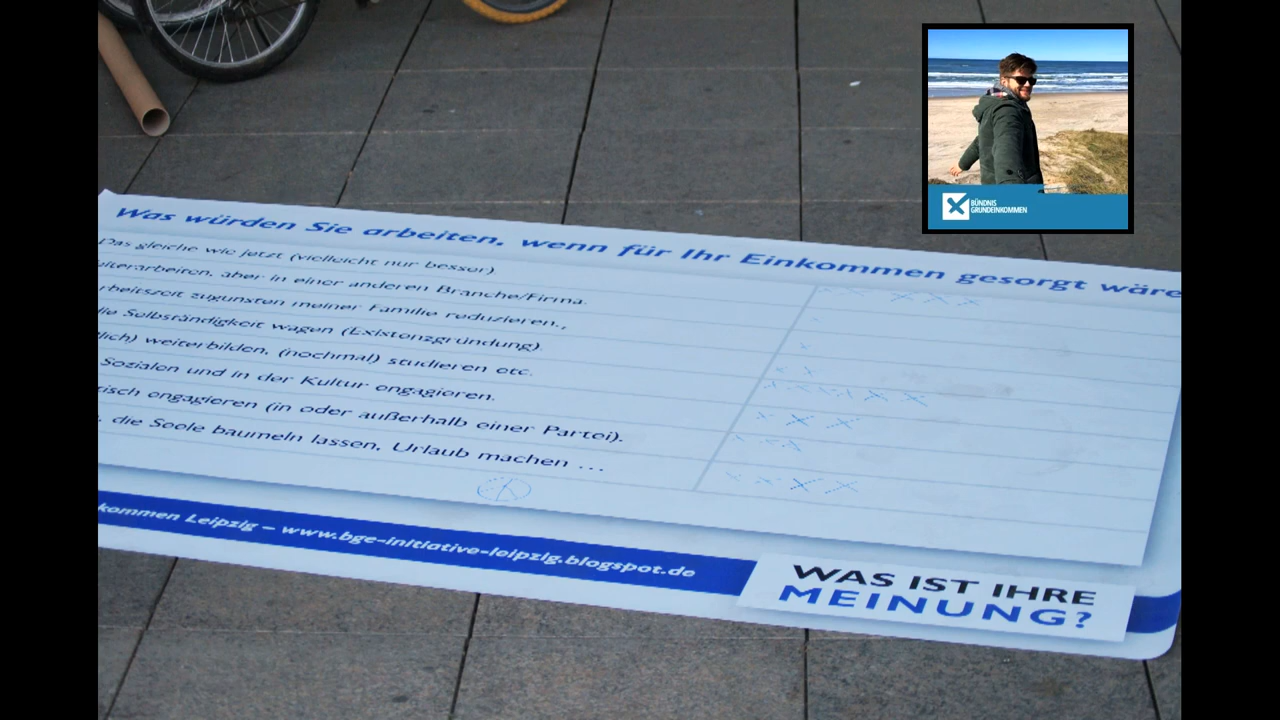 BÜNDNIS
GRUNDEINKOMMEN
Was würden Sie arbeiten, wenn für Ihr Einkommen gesorgt wäre
Das gleiche wie jetzt (vielleicht nur besser)
iterarbeiten, aber in einer anderen Branche/Firma.
rbeitszeit zugunsten meiner Familie reduzieren.,
ie Selbständigkeit wagen (Existenzgründung).
lich) weiterbilden, (nochmal) studieren etc.
Sozialen und in der Kultur engagieren.
tisch engagieren (in oder außerhalb einer Partei).
die Seele baumeln lassen, Urlaub machen ...
kommen Leipzig – www.bge-initiative-leipzig.blogspot.de
WAS IST IHRE
MEINUNG?